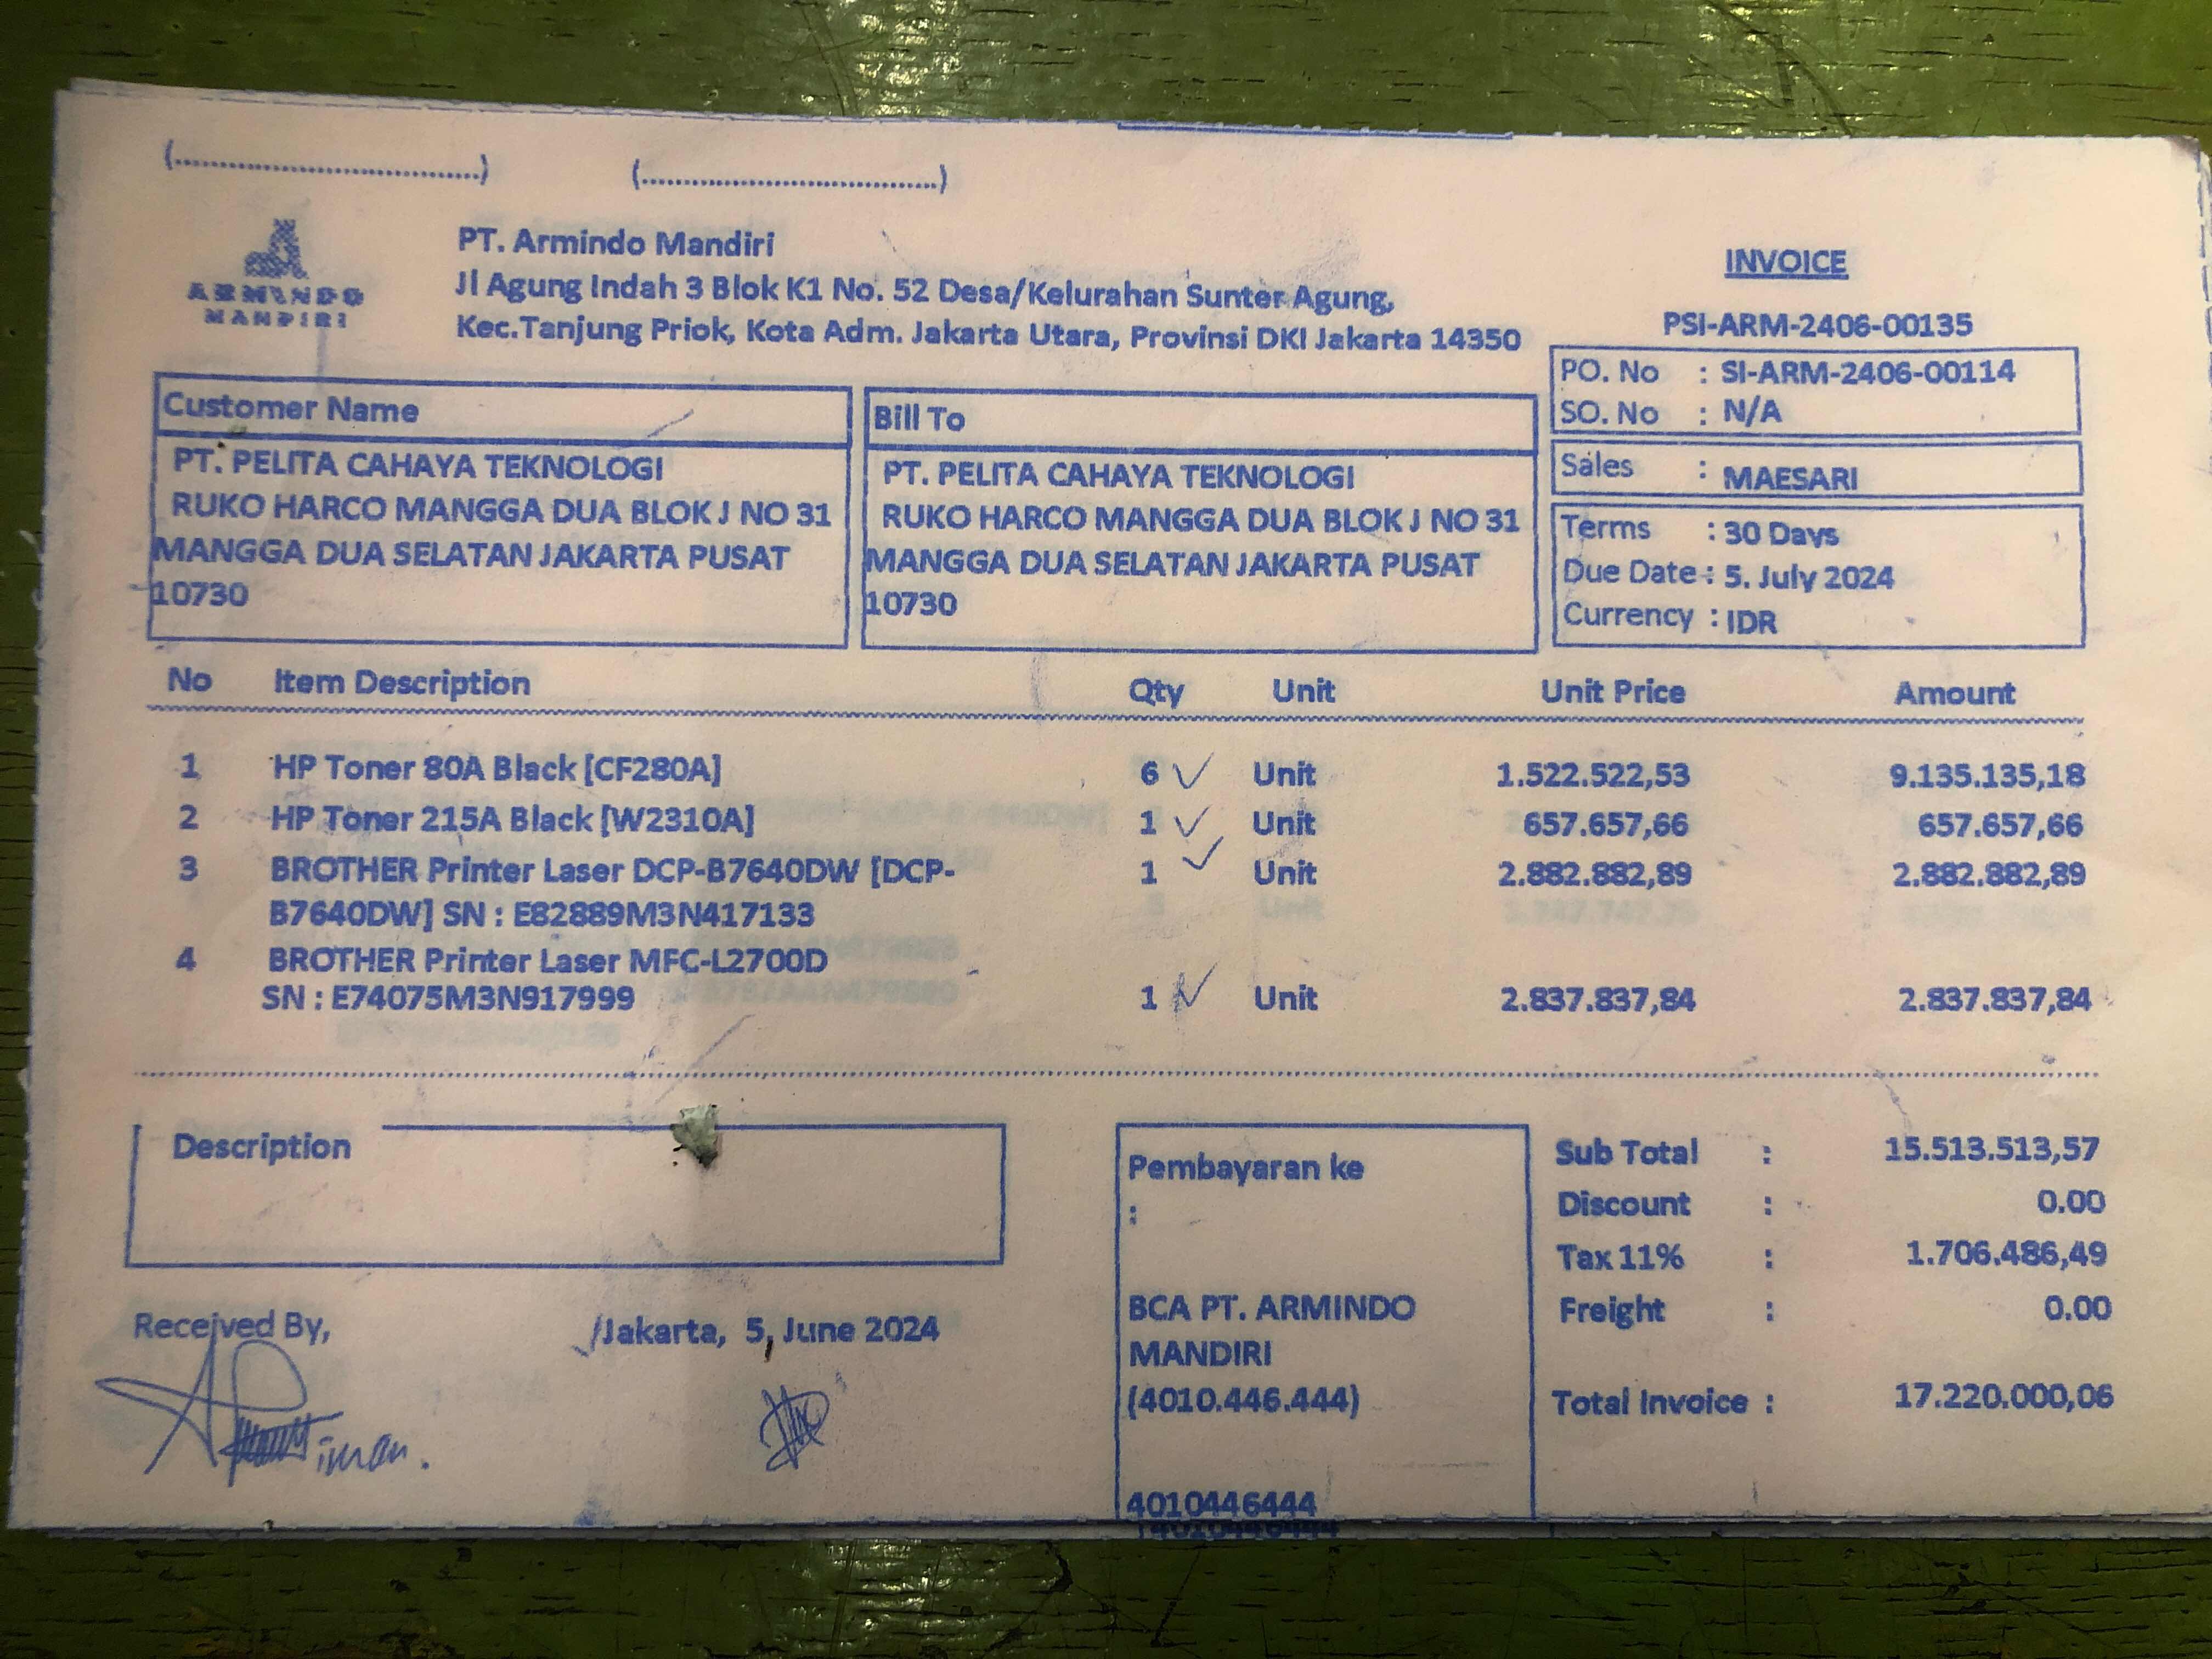 (..............................) (..............................)
ARMINDO
MANDIRI
PT. Armindo Mandiri
Jl Agung Indah 3 Blok K1 No. 52 Desa/Kelurahan Sunter Agung,
Kec.Tanjung Priok, Kota Adm. Jakarta Utara, Provinsi DKI Jakarta 14350
INVOICE
PSI-ARM-2406-00135
PO. No : SI-ARM-2406-00114
SO. No : N/A
Sales : MAESARI
Terms : 30 Days
Due Date : 5. July 2024
Currency : IDR
Customer Name
PT. PELITA CAHAYA TEKNOLOGI
RUKO HARCO MANGGA DUA BLOK J NO 31
MANGGA DUA SELATAN JAKARTA PUSAT
10730
Bill To
PT. PELITA CAHAYA TEKNOLOGI
RUKO HARCO MANGGA DUA BLOK J NO 31
MANGGA DUA SELATAN JAKARTA PUSAT
10730
No Item Description Qty Unit Unit Price Amount
1 HP Toner 80A Black [CF280A] 6 Unit 1.522.522,53 9.135.135,18
2 HP Toner 215A Black [W2310A] 1 Unit 657.657,66 657.657,66
3 BROTHER Printer Laser DCP-B7640DW [DCP- 1 Unit 2.882.882,89 2.882.882,89
B7640DW] SN : E82889M3N417133
4 BROTHER Printer Laser MFC-L2700D
SN : E74075M3N917999 1 Unit 2.837.837,84 2.837.837,84
Description
Received By,
Jakarta, 5, June 2024
iman.
Pembayaran ke
:
BCA PT. ARMINDO
MANDIRI
(4010.446.444)
4010446444
Sub Total : 15.513.513,57
Discount : 0.00
Tax 11% : 1.706.486,49
Freight : 0.00
Total Invoice : 17.220.000,06